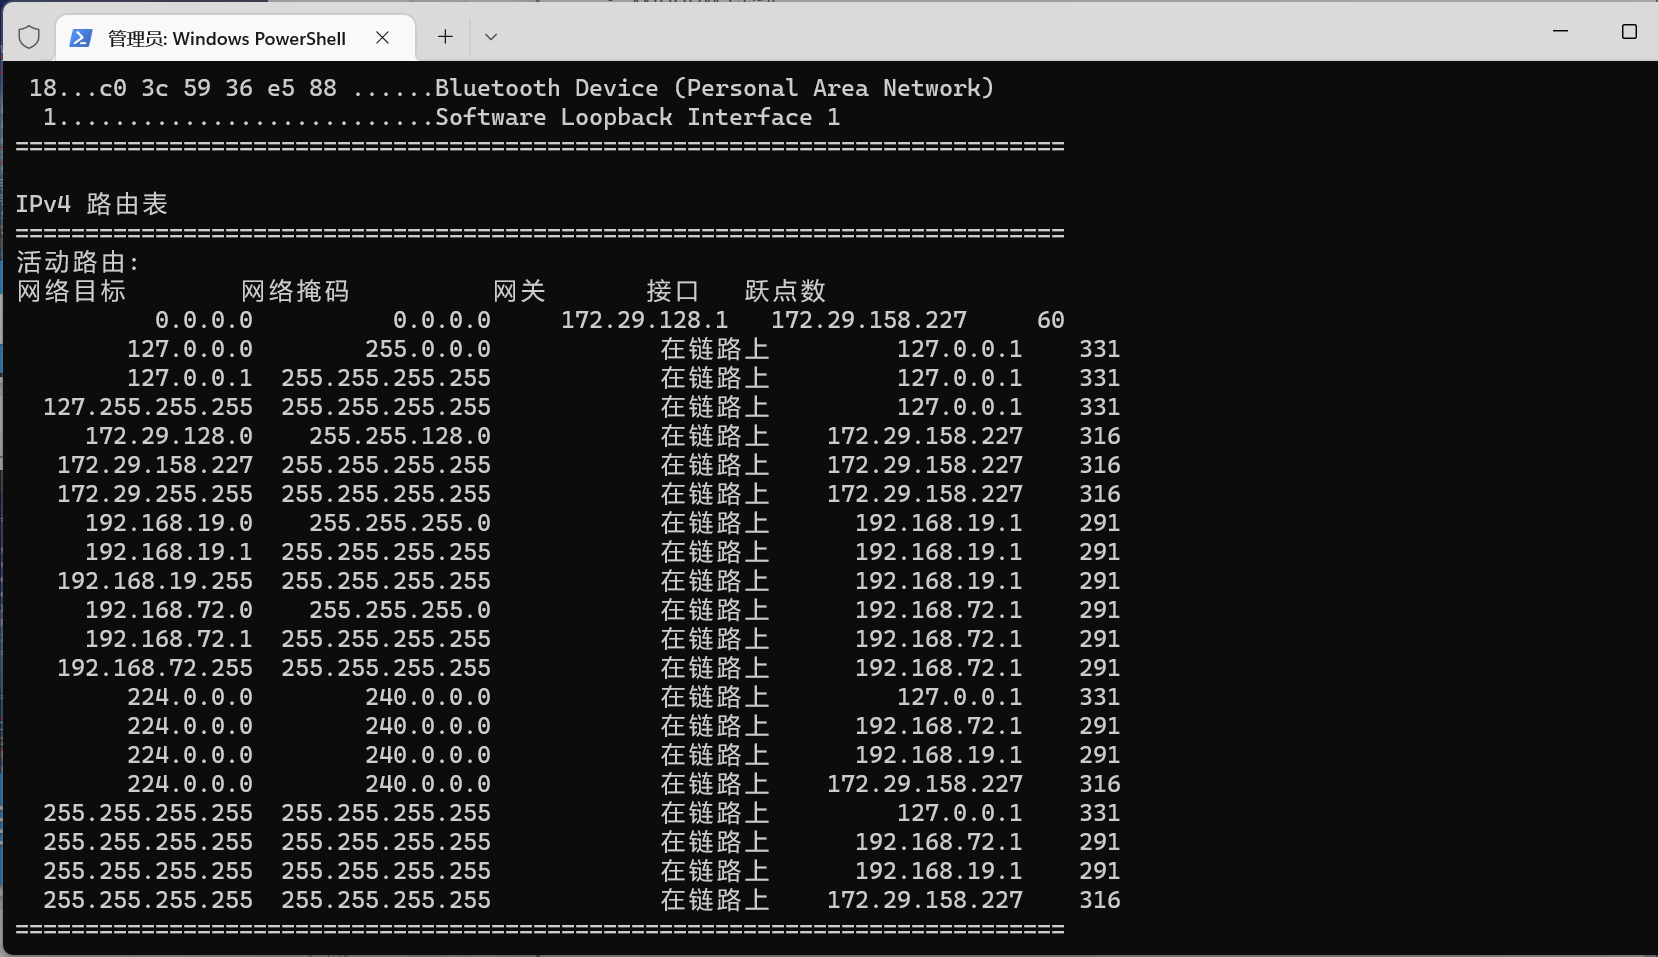 管理员: Windows PowerShell
18...c0 3c 59 36 e5 88 ......Bluetooth Device (Personal Area Network)
1...........................Software Loopback Interface 1
===========================================================================
IPv4 路由表
===========================================================================
活动路由:
网络目标 网络掩码 网关 接口 跃点数
0.0.0.0 0.0.0.0 172.29.128.1 172.29.158.227 60
127.0.0.0 255.0.0.0 在链路上 127.0.0.1 331
127.0.0.1 255.255.255.255 在链路上 127.0.0.1 331
127.255.255.255 255.255.255.255 在链路上 127.0.0.1 331
172.29.128.0 255.255.128.0 在链路上 172.29.158.227 316
172.29.158.227 255.255.255.255 在链路上 172.29.158.227 316
172.29.255.255 255.255.255.255 在链路上 172.29.158.227 316
192.168.19.0 255.255.255.0 在链路上 192.168.19.1 291
192.168.19.1 255.255.255.255 在链路上 192.168.19.1 291
192.168.19.255 255.255.255.255 在链路上 192.168.19.1 291
192.168.72.0 255.255.255.0 在链路上 192.168.72.1 291
192.168.72.1 255.255.255.255 在链路上 192.168.72.1 291
192.168.72.255 255.255.255.255 在链路上 192.168.72.1 291
224.0.0.0 240.0.0.0 在链路上 127.0.0.1 331
224.0.0.0 240.0.0.0 在链路上 192.168.72.1 291
224.0.0.0 240.0.0.0 在链路上 192.168.19.1 291
224.0.0.0 240.0.0.0 在链路上 172.29.158.227 316
255.255.255.255 255.255.255.255 在链路上 127.0.0.1 331
255.255.255.255 255.255.255.255 在链路上 192.168.72.1 291
255.255.255.255 255.255.255.255 在链路上 192.168.19.1 291
255.255.255.255 255.255.255.255 在链路上 172.29.158.227 316
===========================================================================